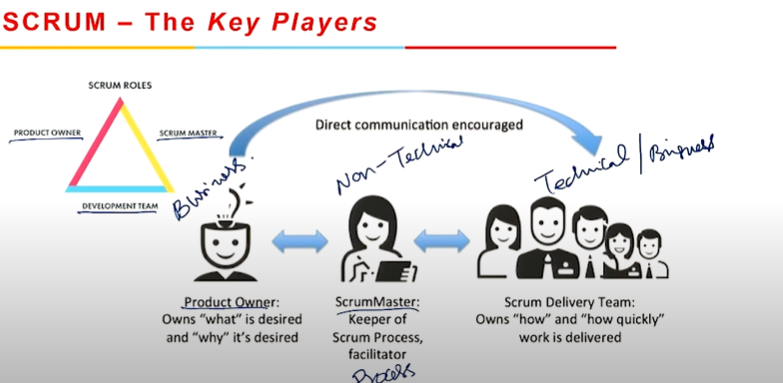 SCRUM – The Key Players
SCRUM ROLES
PRODUCT OWNER
SCRUM MASTER
DEVELOPMENT TEAM
Direct communication encouraged
Business.
Non-Technical
Technical / Business
Product Owner:
Owns “what” is desired
and “why” it’s desired
ScrumMaster:
Keeper of
Scrum Process,
facilitator
Process
Scrum Delivery Team:
Owns “how” and “how quickly”
work is delivered